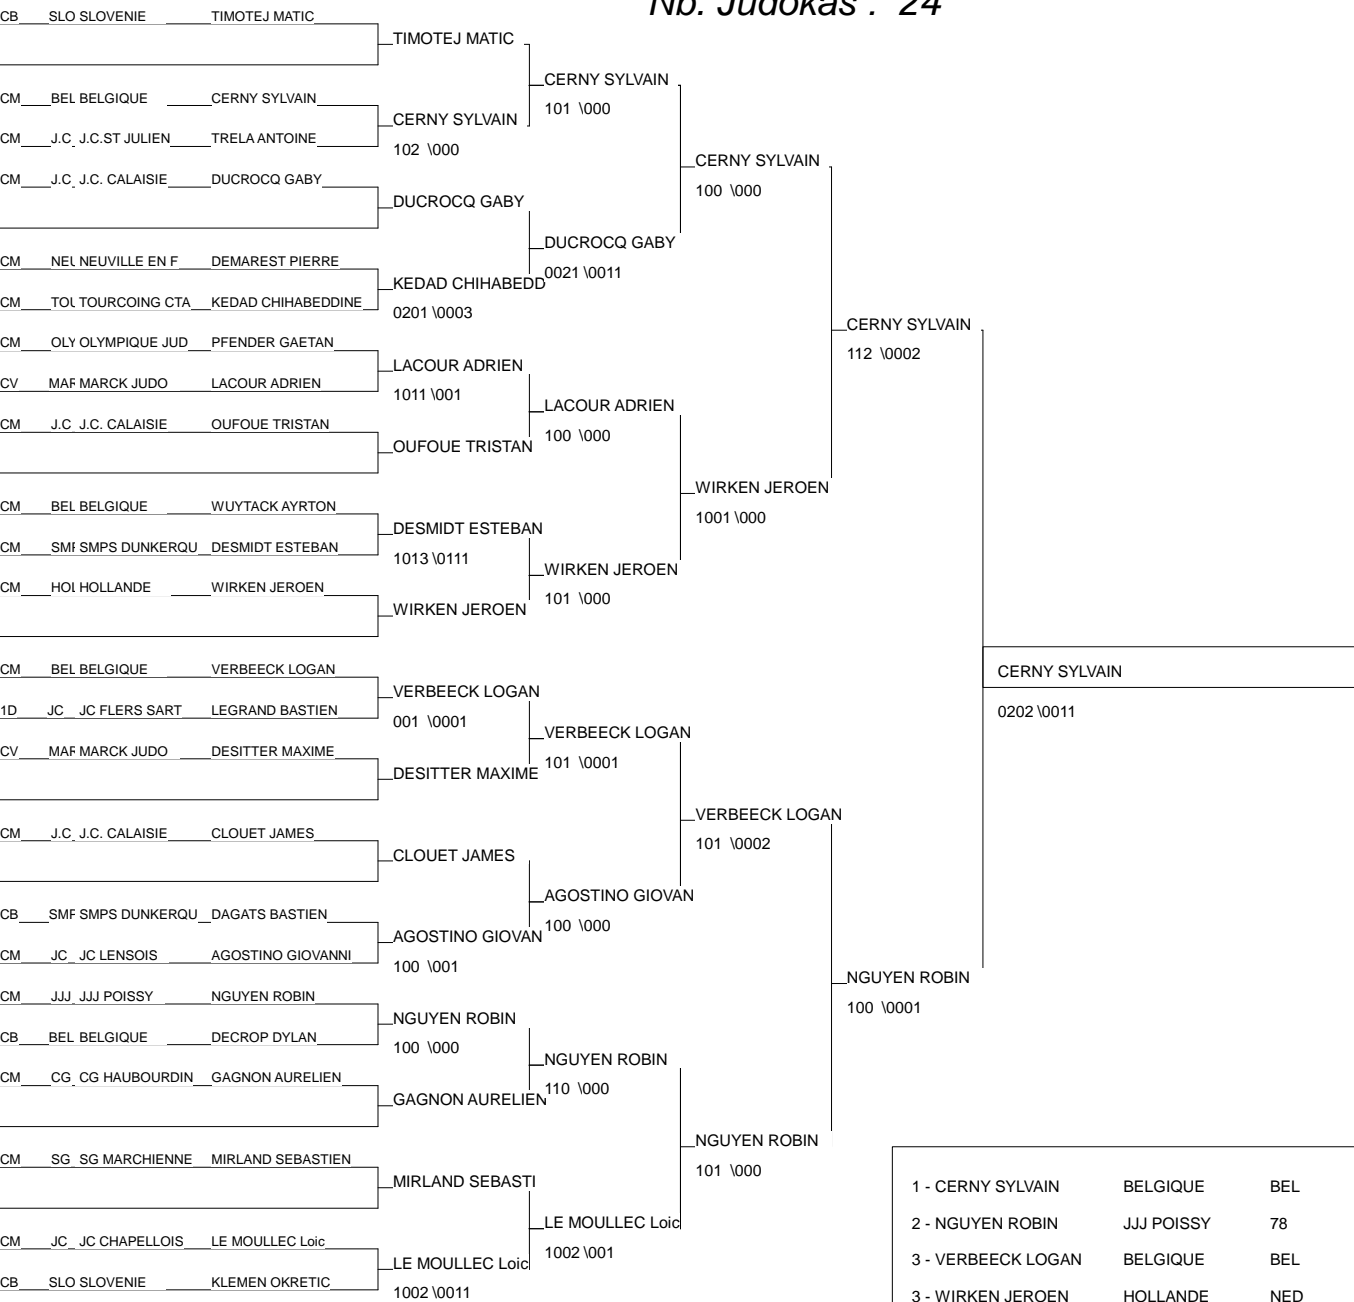 Nb. Judokas : 24
CB SLO SLOVENIE TIMOTEJ MATIC
TIMOTEJ MATIC
CERNY SYLVAIN
101 \000
CM BEL BELGIQUE CERNY SYLVAIN
CERNY SYLVAIN
102 \000
CM J.C J.C.ST JULIEN TRELA ANTOINE
CERNY SYLVAIN
100 \000
CM J.C J.C. CALAISIE DUCROCQ GABY
DUCROCQ GABY
DUCROCQ GABY
0021 \0011
CM NEU NEUVILLE EN F DEMAREST PIERRE
KEDAD CHIHABEDD
0201 \0003
CM TOU TOURCOING CTA KEDAD CHIHABEDDINE
CERNY SYLVAIN
112 \0002
CM OLY OLYMPIQUE JUD PFENDER GAETAN
LACOUR ADRIEN
1011 \001
CV MAR MARCK JUDO LACOUR ADRIEN
LACOUR ADRIEN
100 \000
CM J.C J.C. CALAISIE OUFOUE TRISTAN
OUFOUE TRISTAN
WIRKEN JEROEN
1001 \000
CM BEL BELGIQUE WUYTACK AYRTON
DESMIDT ESTEBAN
1013 \0111
CM SMP SMPS DUNKERQU DESMIDT ESTEBAN
WIRKEN JEROEN
101 \000
CM HOL HOLLANDE WIRKEN JEROEN
WIRKEN JEROEN
CERNY SYLVAIN
0202 \0011
CM BEL BELGIQUE VERBEECK LOGAN
VERBEECK LOGAN
001 \0001
1D JC JC FLERS SART LEGRAND BASTIEN
VERBEECK LOGAN
101 \0001
CV MAR MARCK JUDO DESITTER MAXIME
DESITTER MAXIME
VERBEECK LOGAN
101 \0002
CM J.C J.C. CALAISIE CLOUET JAMES
CLOUET JAMES
AGOSTINO GIOVAN
100 \000
CB SMP SMPS DUNKERQU DAGATS BASTIEN
AGOSTINO GIOVAN
100 \001
CM JC JC LENSOIS AGOSTINO GIOVANNI
NGUYEN ROBIN
100 \0001
CM JJJ JJJ POISSY NGUYEN ROBIN
NGUYEN ROBIN
100 \000
CB BEL BELGIQUE DECROP DYLAN
NGUYEN ROBIN
110 \000
CM CG CG HAUBOURDIN GAGNON AURELIEN
GAGNON AURELIEN
NGUYEN ROBIN
101 \000
CM SG SG MARCHIENNE MIRLAND SEBASTIEN
MIRLAND SEBASTI
LE MOULLEC Loic
1002 \001
CM JC JC CHAPELLOIS LE MOULLEC Loic
LE MOULLEC Loic
1002 \0011
CB SLO SLOVENIE KLEMEN OKRETIC
1 - CERNY SYLVAIN BELGIQUE BEL
2 - NGUYEN ROBIN JJJ POISSY 78
3 - VERBEECK LOGAN BELGIQUE BEL
3 - WIRKEN JEROEN HOLLANDE NED